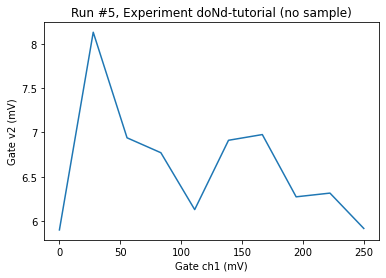 Run #5, Experiment doNd-tutorial (no sample)
Gate v2 (mV)
8
7.5
7
6.5
6
0 50 100 150 200 250
Gate ch1 (mV)